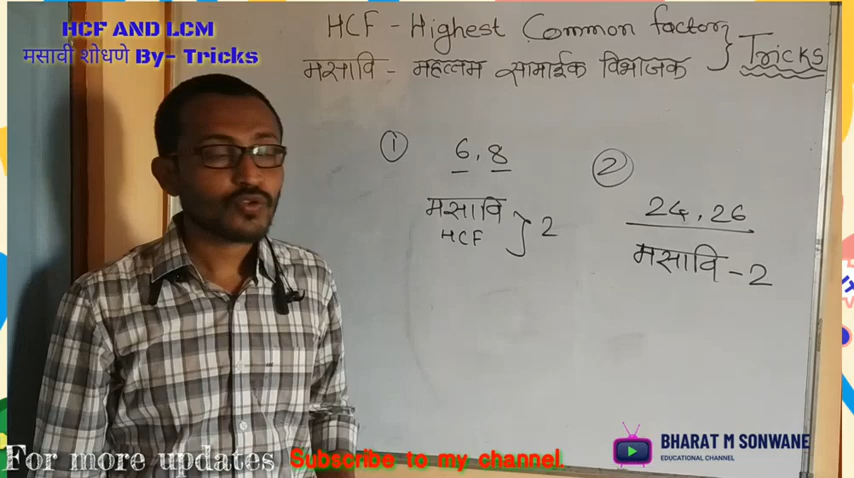 HCF AND LCM
मसावी शोधणे By- Tricks
HCF - Highest Common factor } Tricks
मसावि - महत्तम सामाईक विभाजक
① 6, 8
मसावि } 2
HCF
② 24, 26
मसावि - 2
BHARAT M SONWANE
EDUCATIONAL CHANNEL
For more updates Subscribe to my channel.